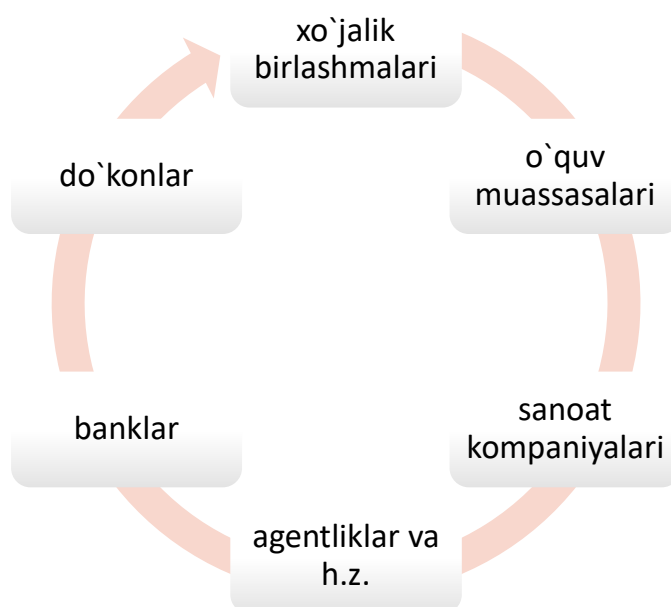 xo`jalik
birlashmalari
o`quv
muassasalari
sanoat
kompaniyalari
agentliklar va
h.z.
banklar
do`konlar